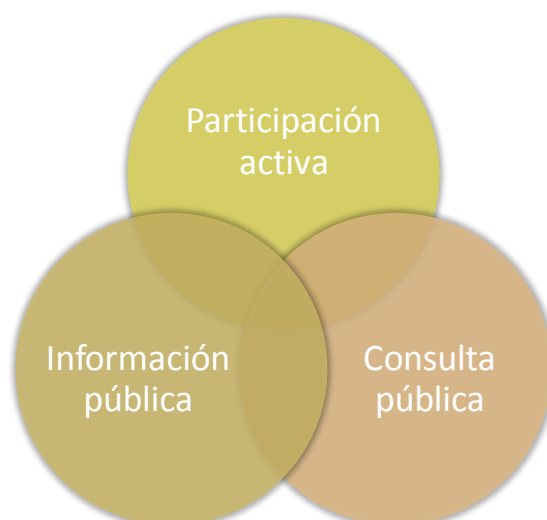 Participación
activa
Información
pública
Consulta
pública